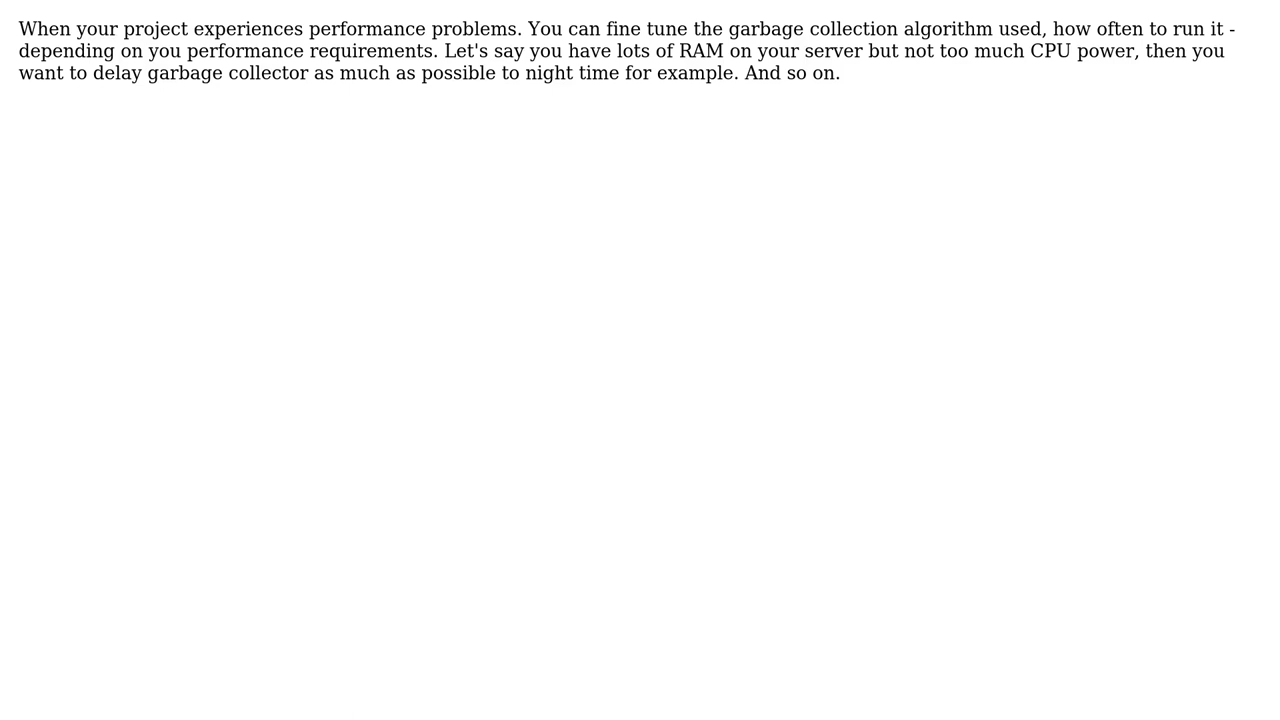 When your project experiences performance problems. You can fine tune the garbage collection algorithm used, how often to run it -
depending on you performance requirements. Let's say you have lots of RAM on your server but not too much CPU power, then you
want to delay garbage collector as much as possible to night time for example. And so on.